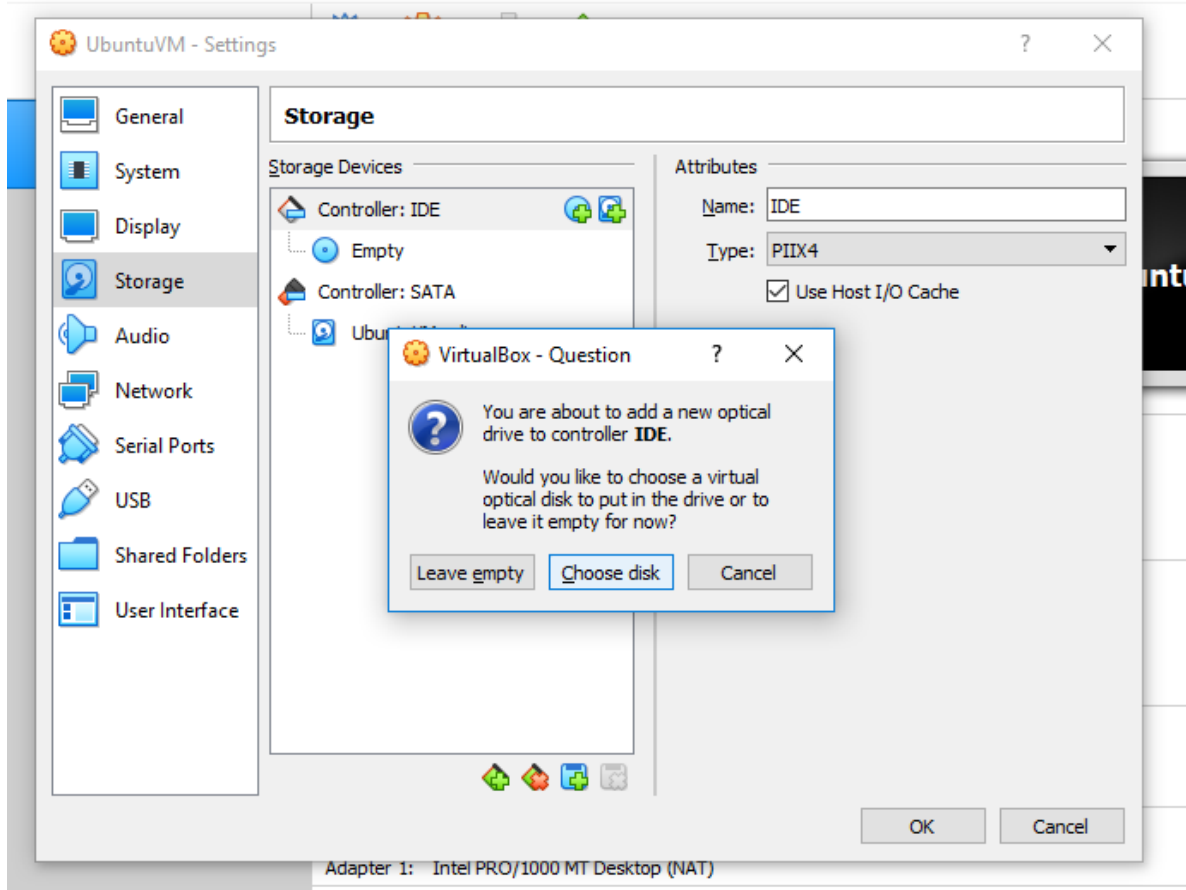 UbuntuVM - Settings
?
General
System
Display
Storage
Audio
Network
Serial Ports
USB
Shared Folders
User Interface
Storage
Storage Devices
Controller: IDE
Empty
Controller: SATA
Attributes
Name: IDE
Type: PIIX4
Use Host I/O Cache
VirtualBox - Question
?
You are about to add a new optical
drive to controller IDE.
Would you like to choose a virtual
optical disk to put in the drive or to
leave it empty for now?
Leave empty
Choose disk
Cancel
OK
Cancel
Adapter 1: Intel PRO/1000 MT Desktop (NAT)